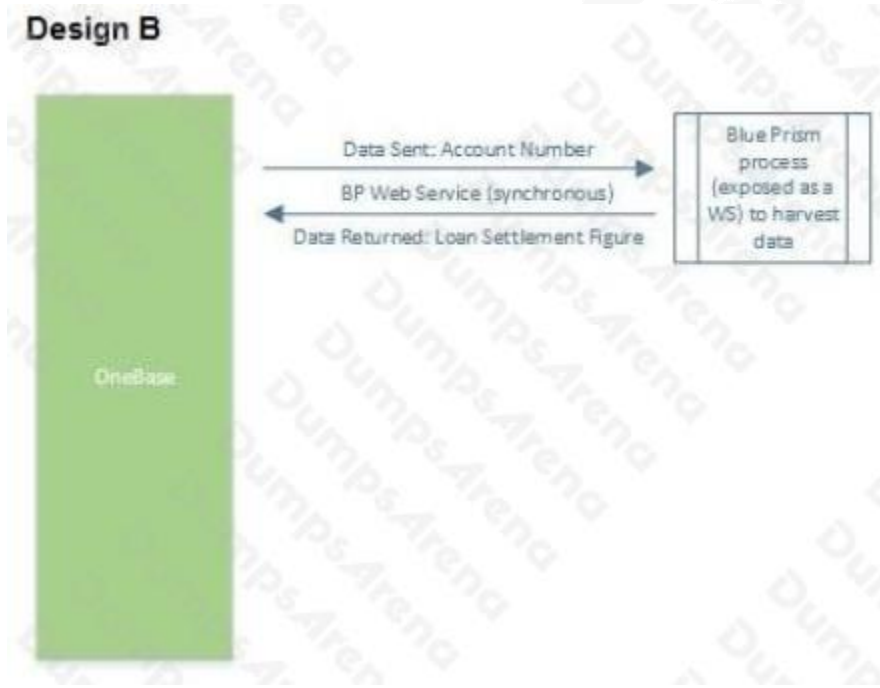 Design B
Data Sent: Account Number
BP Web Service (synchronous)
Data Returned: Loan Settlement Figure
Blue Prism
process
(exposed as a
WS) to harvest
data
OneBase
DumpsArena